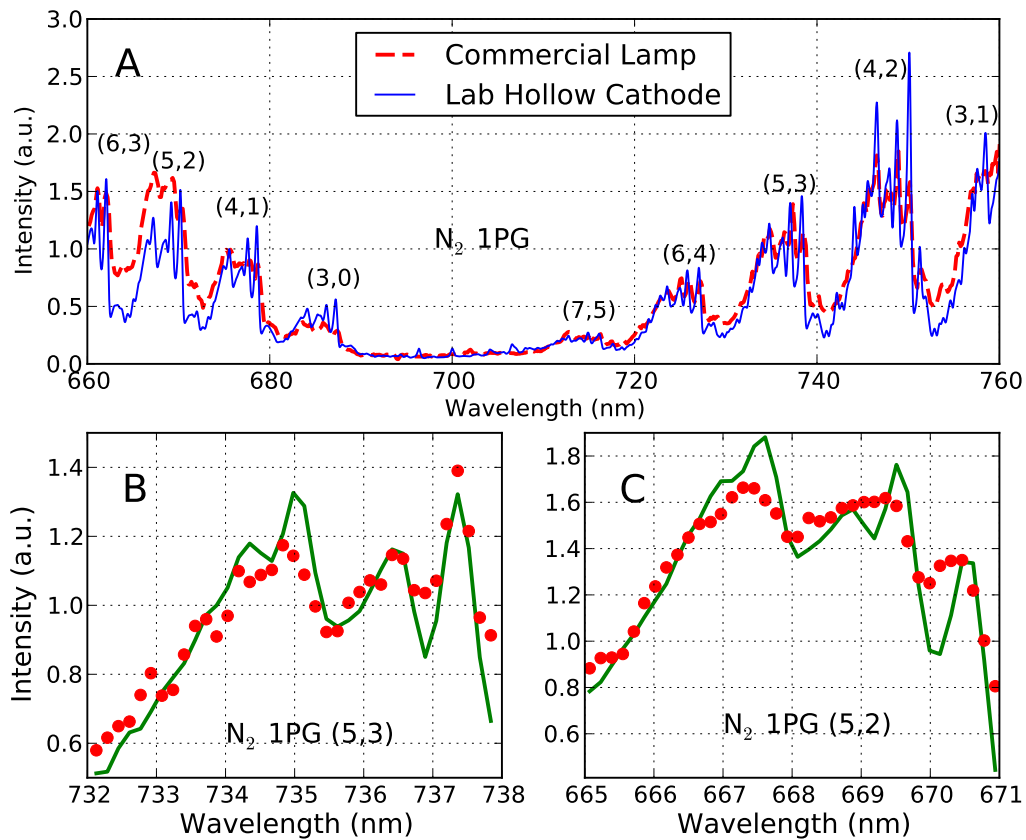 A
Commercial Lamp
Lab Hollow Cathode
(6,3)
(5,2)
(4,1)
(3,0)
N₂ 1PG
(7,5)
(6,4)
(5,3)
(4,2)
(3,1)
Intensity (a.u.)
3.0
2.5
2.0
1.5
1.0
0.5
0.0
660 680 700 720 740 760
Wavelength (nm)
B
N₂ 1PG (5,3)
Intensity (a.u.)
1.4
1.2
1.0
0.8
0.6
732 733 734 735 736 737 738
Wavelength (nm)
C
N₂ 1PG (5,2)
1.8
1.6
1.4
1.2
1.0
0.8
0.6
665 666 667 668 669 670 671
Wavelength (nm)